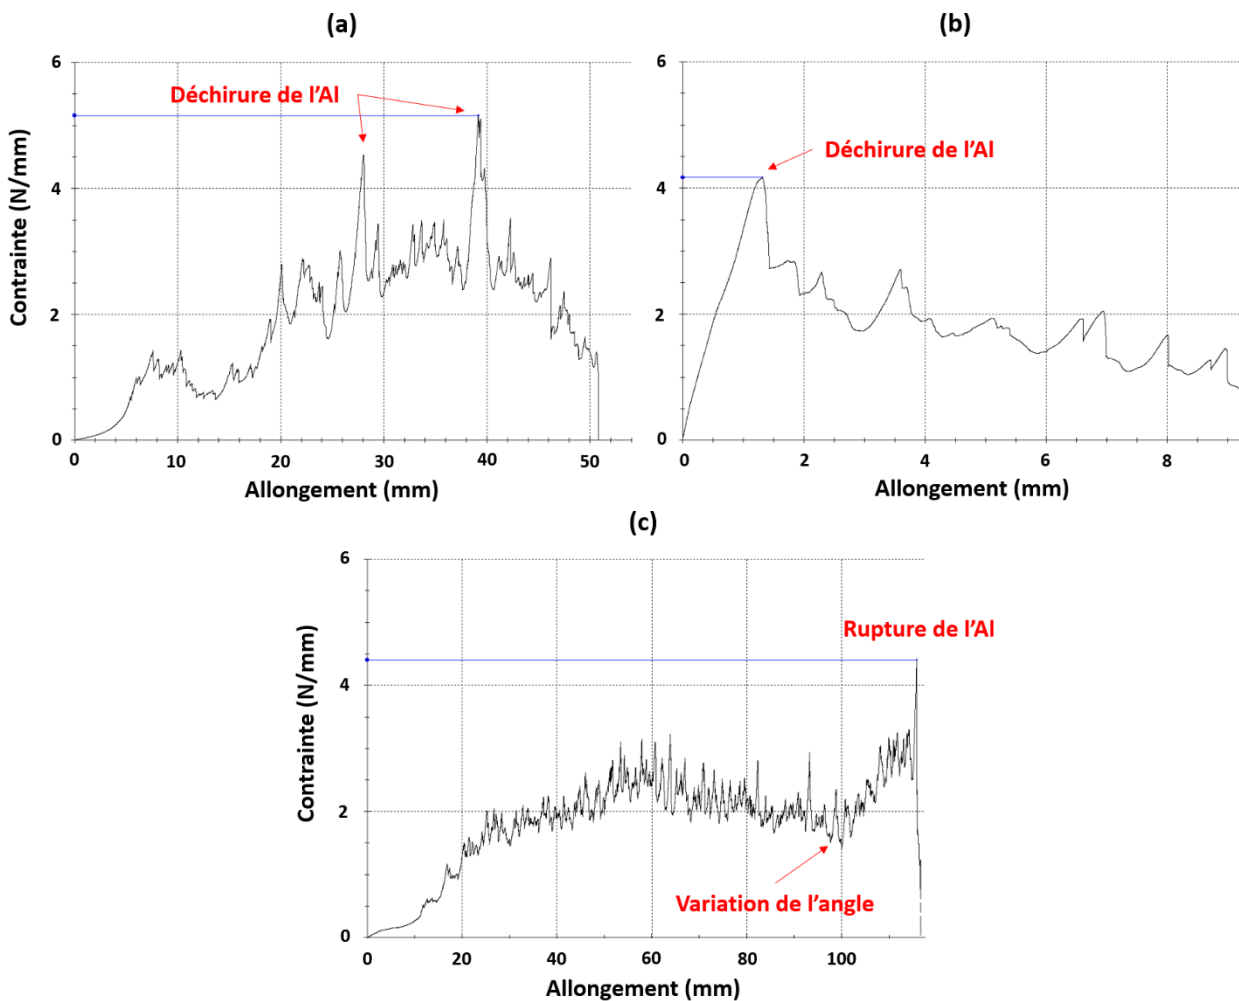 (a)
(b)
6
4
2
0
Contrainte (N/mm)
Déchirure de l'Al
0 10 20 30 40 50
Allongement (mm)
6
4
2
0
Déchirure de l'Al
0 2 4 6 8
Allongement (mm)
(c)
6
4
2
0
Contrainte (N/mm)
Rupture de l'Al
Variation de l'angle
0 20 40 60 80 100
Allongement (mm)